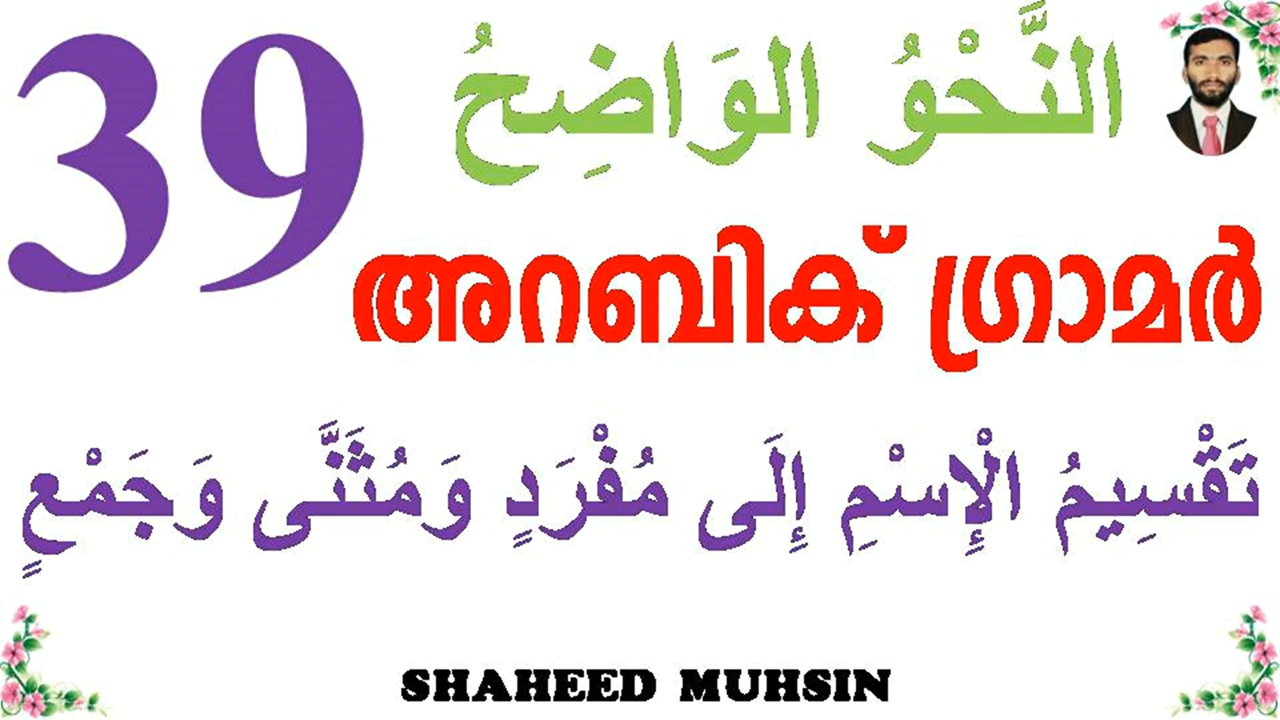 39
النَّحْوُ الوَاضِحُ
അറബിക് ഗ്രാമർ
تَقْسِيمُ الْإِسْمِ إِلَى مُفْرَدٍ وَمُثَنَّى وَجَمْعٍ
SHAHEED MUHSIN